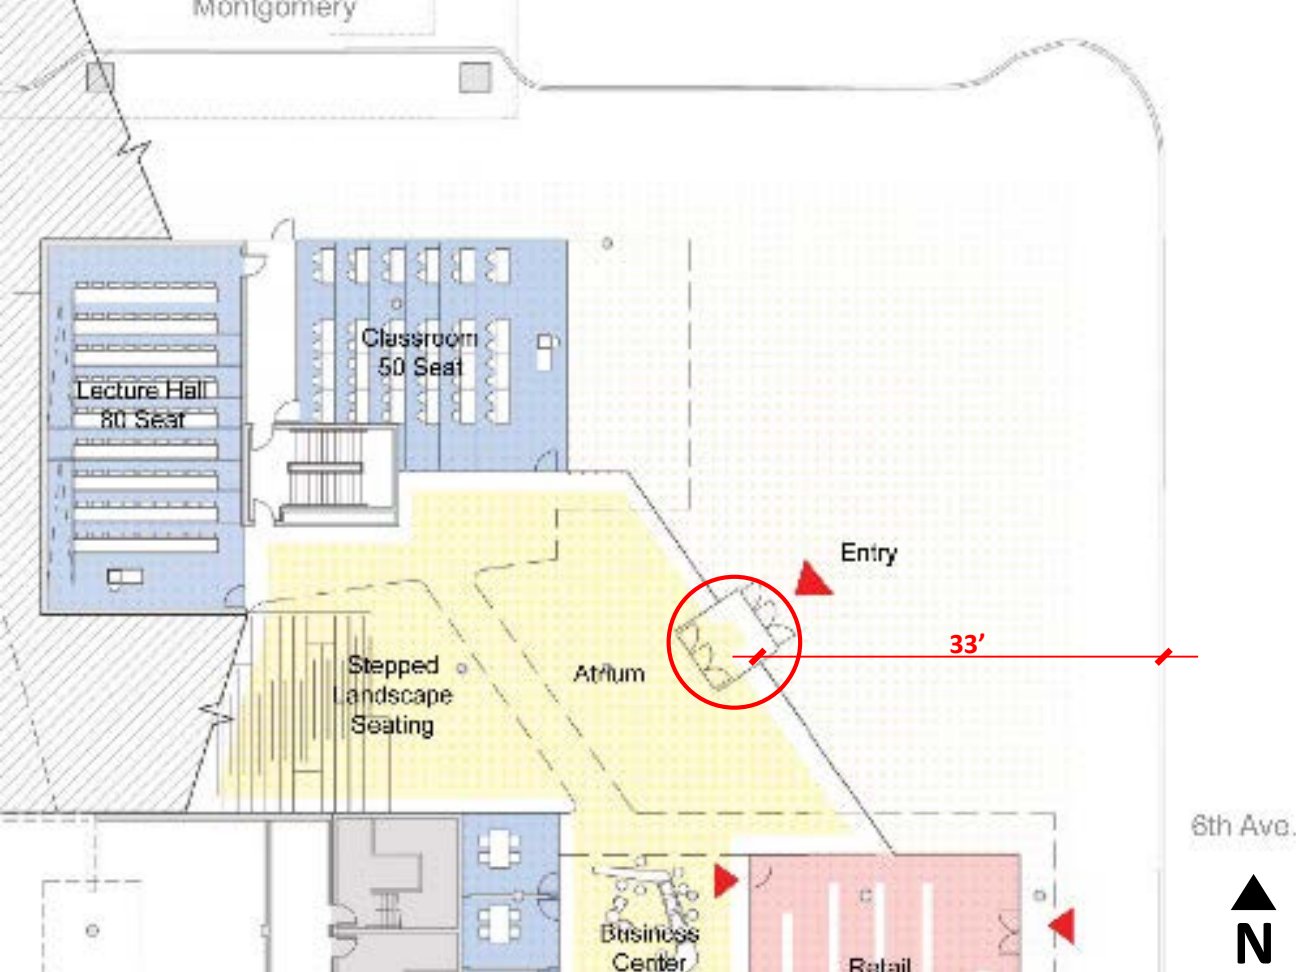 Montgomery
Classroom
50 Seat
Lecture Hall
80 Seat
Entry
33’
Stepped
Landscape
Seating
Atrium
6th Ave.
Business
Center
Retail
N